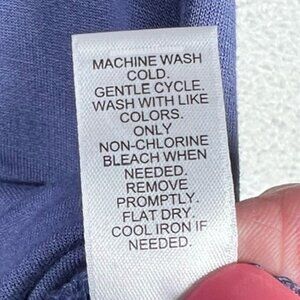 MACHINE WASH
COLD.
GENTLE CYCLE.
WASH WITH LIKE
COLORS.
ONLY
NON-CHLORINE
BLEACH WHEN
NEEDED.
REMOVE
PROMPTLY.
FLAT DRY.
COOL IRON IF
NEEDED.